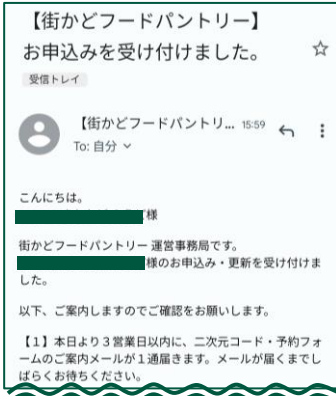 【街かどフードパントリー】
お申込みを受け付けました。
受信トレイ
【街かどフードパントリ... 15:59
To: 自分
こんにちは。
様
街かどフードパントリー 運営事務局です。
様のお申込み・更新を受け付けま
した。
以下、ご案内しますのでご確認をお願いします。
【1】本日より3営業日以内に、二次元コード・予約フォ
ームのご案内メールが1通届きます。メールが届くまでし
ばらくお待ちください。